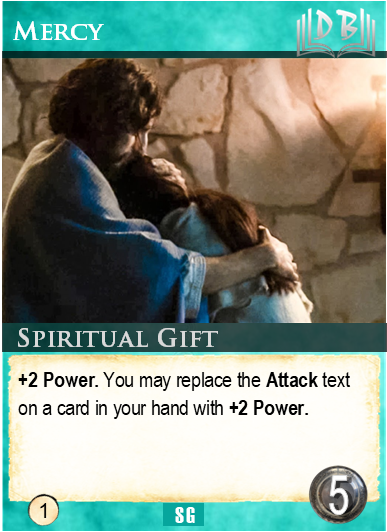 Mercy
DB
Spiritual Gift
+2 Power. You may replace the Attack text
on a card in your hand with +2 Power.
1
SG
5